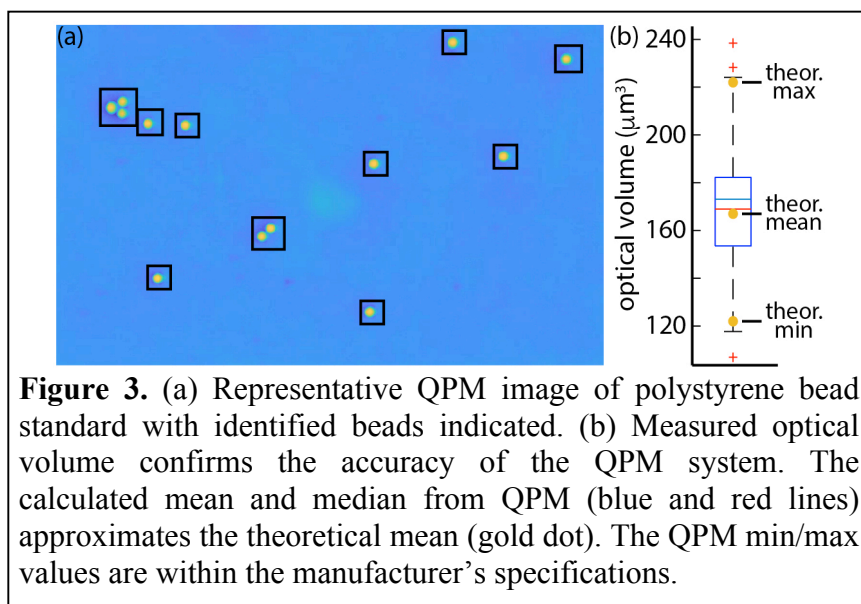 (a)
(b)
240
200
160
120
optical volume (μm³)
theor.
max
theor.
mean
theor.
min
Figure 3. (a) Representative QPM image of polystyrene bead
standard with identified beads indicated. (b) Measured optical
volume confirms the accuracy of the QPM system. The
calculated mean and median from QPM (blue and red lines)
approximates the theoretical mean (gold dot). The QPM min/max
values are within the manufacturer’s specifications.